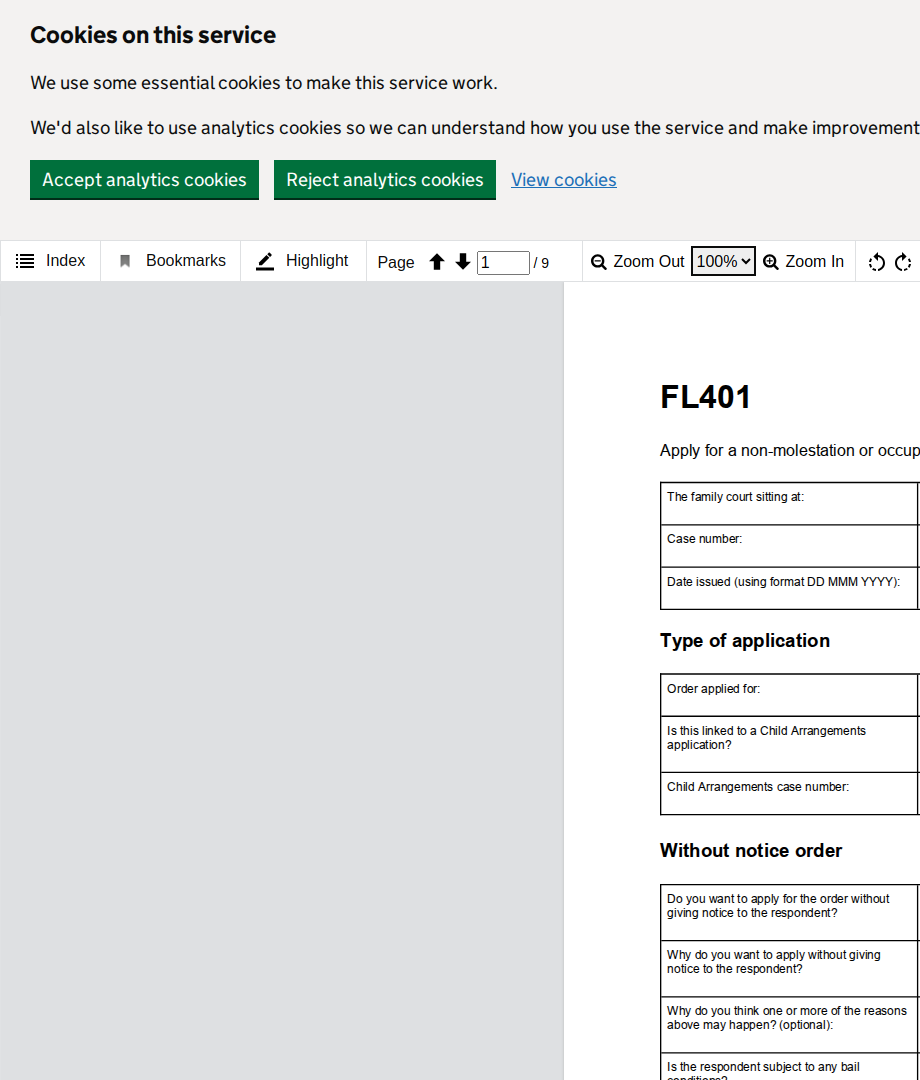 Cookies on this service
We use some essential cookies to make this service work.
We'd also like to use analytics cookies so we can understand how you use the service and make improvement
Accept analytics cookies Reject analytics cookies View cookies
Index Bookmarks Highlight Page 1 / 9 Zoom Out 100% Zoom In
FL401
Apply for a non-molestation or occup
The family court sitting at:
Case number:
Date issued (using format DD MMM YYYY):
Type of application
Order applied for:
Is this linked to a Child Arrangements
application?
Child Arrangements case number:
Without notice order
Do you want to apply for the order without
giving notice to the respondent?
Why do you want to apply without giving
notice to the respondent?
Why do you think one or more of the reasons
above may happen? (optional):
Is the respondent subject to any bail
conditions?